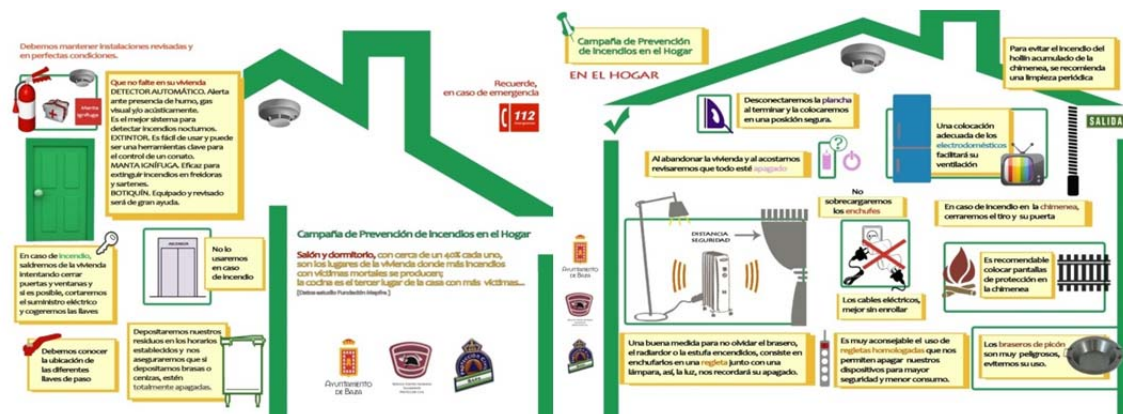 Debemos mantener instalaciones revisadas y
en perfectas condiciones.
Manta
ignífuga
Que no falte en su vivienda
DETECTOR AUTOMÁTICO. Alerta
ante presencia de humo, gas
visual y/o acústicamente.
Es el mejor sistema para
detectar incendios nocturnos.
EXTINTOR. Es fácil de usar y puede
ser una herramientas clave para
el control de un conato.
MANTA IGNÍFUGA. Eficaz para
extinguir incendios en freidoras
y sartenes.
BOTIQUÍN. Equipado y revisado
será de gran ayuda.
Recuerde,
en caso de emergencia
112
En caso de incendio,
saldremos de la vivienda
intentando cerrar
puertas y ventanas y
si es posible, cortaremos
el suministro eléctrico
y cogeremos las llaves
ASCENSOR
No lo
usaremos
en caso
de incendio
Debemos conocer
la ubicación de
las diferentes
llaves de paso
Depositaremos nuestros
residuos en los horarios
establecidos y nos
aseguraremos que si
depositamos brasas o
cenizas, estén
totalmente apagadas.
Campaña de Prevención de Incendios en el Hogar
Salón y dormitorio, con cerca de un 40% cada uno,
son los lugares de la vivienda donde más incendios
con víctimas mortales se producen;
la cocina es el tercer lugar de la casa con más víctimas...
(Datos estudio Fundación Mapfre)
AYUNTAMIENTO
DE BAZA
BAZA
Campaña de Prevención
de Incendios en el Hogar
EN EL HOGAR
Para evitar el incendio del
hollín acumulado de la
chimenea, se recomienda
una limpieza periódica
Desconectaremos la plancha
al terminar y la colocaremos
en una posición segura.
SALIDA
Una colocación
adecuada de los
electrodomésticos
facilitará su
ventilación
Al abandonar la vivienda y al acostarnos
revisaremos que todo esté apagado
No
sobrecargaremos
los enchufes
En caso de incendio en la chimenea,
cerraremos el tiro y su puerta
DISTANCIA
SEGURIDAD
Es recomendable
colocar pantallas
de protección en
la chimenea
Los cables eléctricos,
mejor sin enrollar
AYUNTAMIENTO
DE BAZA
Una buena medida para no olvidar el brasero,
el radiardor o la estufa encendidos, consiste en
enchufarlos en una regleta junto con una
lámpara, así, la luz, nos recordará su apagado.
Es muy aconsejable el uso de
regletas homologadas que nos
permiten apagar nuestros
dispositivos para mayor
seguridad y menor consumo.
Los braseros de picón
son muy peligrosos,
evitemos su uso.